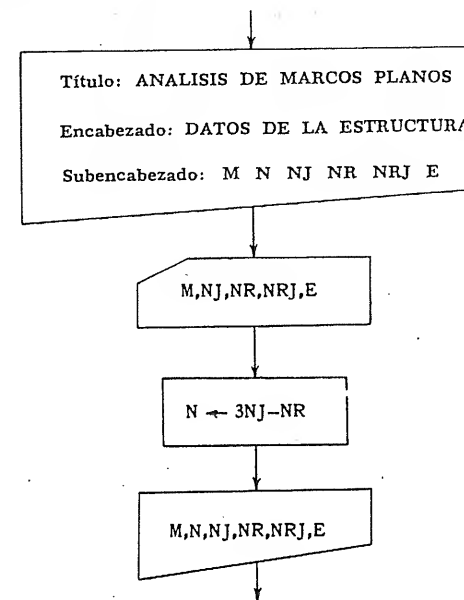 Título: ANALISIS DE MARCOS PLANOS
Encabezado: DATOS DE LA ESTRUCTURA
Subencabezado: M N NJ NR NRJ E
M,NJ,NR,NRJ,E
N ← 3NJ–NR
M,N,NJ,NR,NRJ,E